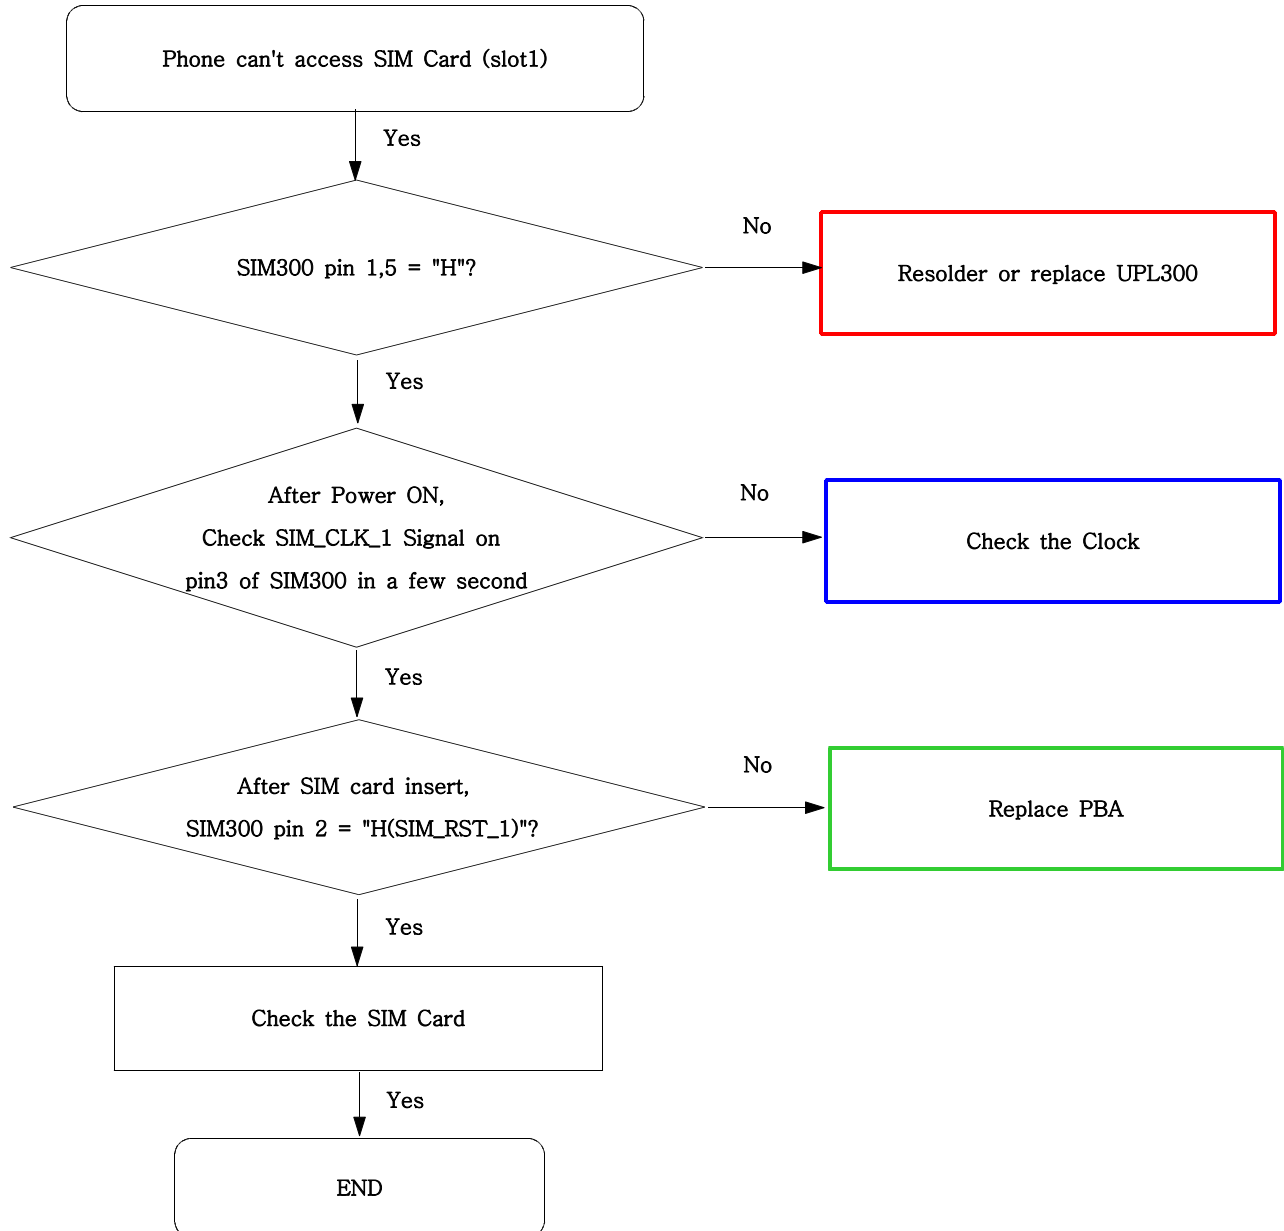 Phone can't access SIM Card (slot1)
Yes
No
SIM300 pin 1,5 = "H"?
Resolder or replace UPL300
Yes
After Power ON,
No
Check SIM_CLK_1 Signal on
Check the Clock
pin3 of SIM300 in a few second
Yes
No
After SIM card insert,
Replace PBA
SIM300 pin 2 = "H(SIM_RST_1)"?
Yes
Check the SIM Card
Yes
END